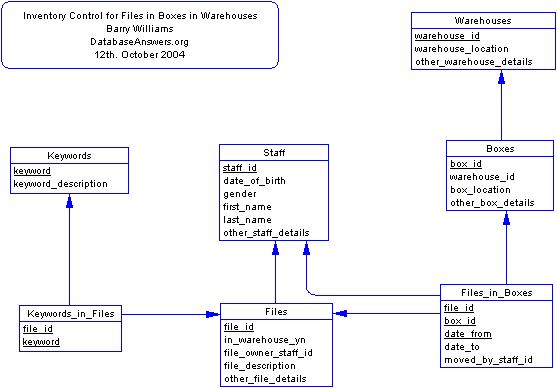 Inventory Control for Files in Boxes in Warehouses
Barry Williams
DatabaseAnswers.org
12th. October 2004
Warehouses
warehouse_id
warehouse_location
other_warehouse_details
Keywords
keyword
keyword_description
Staff
staff_id
date_of_birth
gender
first_name
last_name
other_staff_details
Boxes
box_id
warehouse_id
box_location
other_box_details
Keywords_in_Files
file_id
keyword
Files
file_id
in_warehouse_yn
file_owner_staff_id
file_description
other_file_details
Files_in_Boxes
file_id
box_id
date_from
date_to
moved_by_staff_id